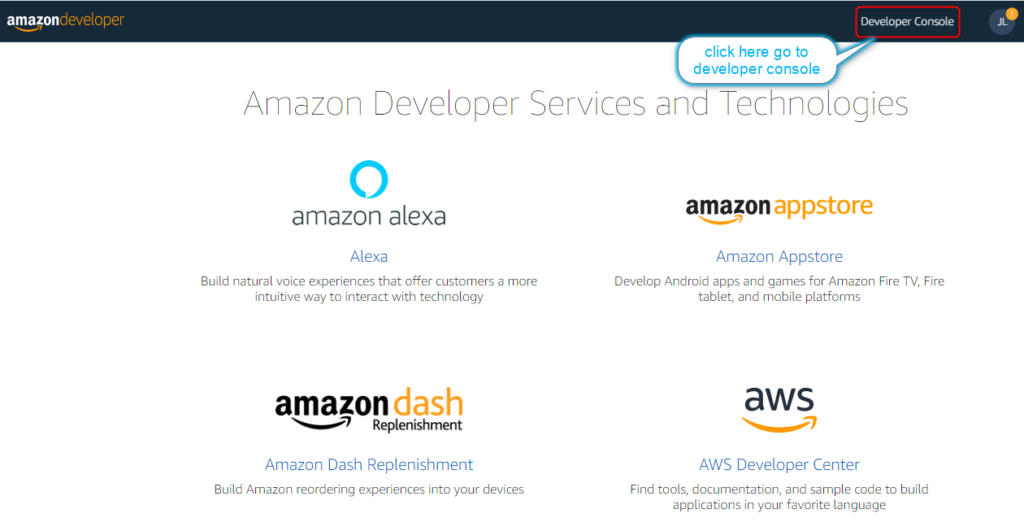 amazondeveloper
Developer Console
JL
!
click here go to
developer console
Amazon Developer Services and Technologies
amazon alexa
amazon appstore
Alexa
Amazon Appstore
Build natural voice experiences that offer customers a more
intuitive way to interact with technology
Develop Android apps and games for Amazon Fire TV, Fire
tablet, and mobile platforms
amazon dash
Replenishment
aws
Amazon Dash Replenishment
AWS Developer Center
Build Amazon reordering experiences into your devices
Find tools, documentation, and sample code to build
applications in your favorite language